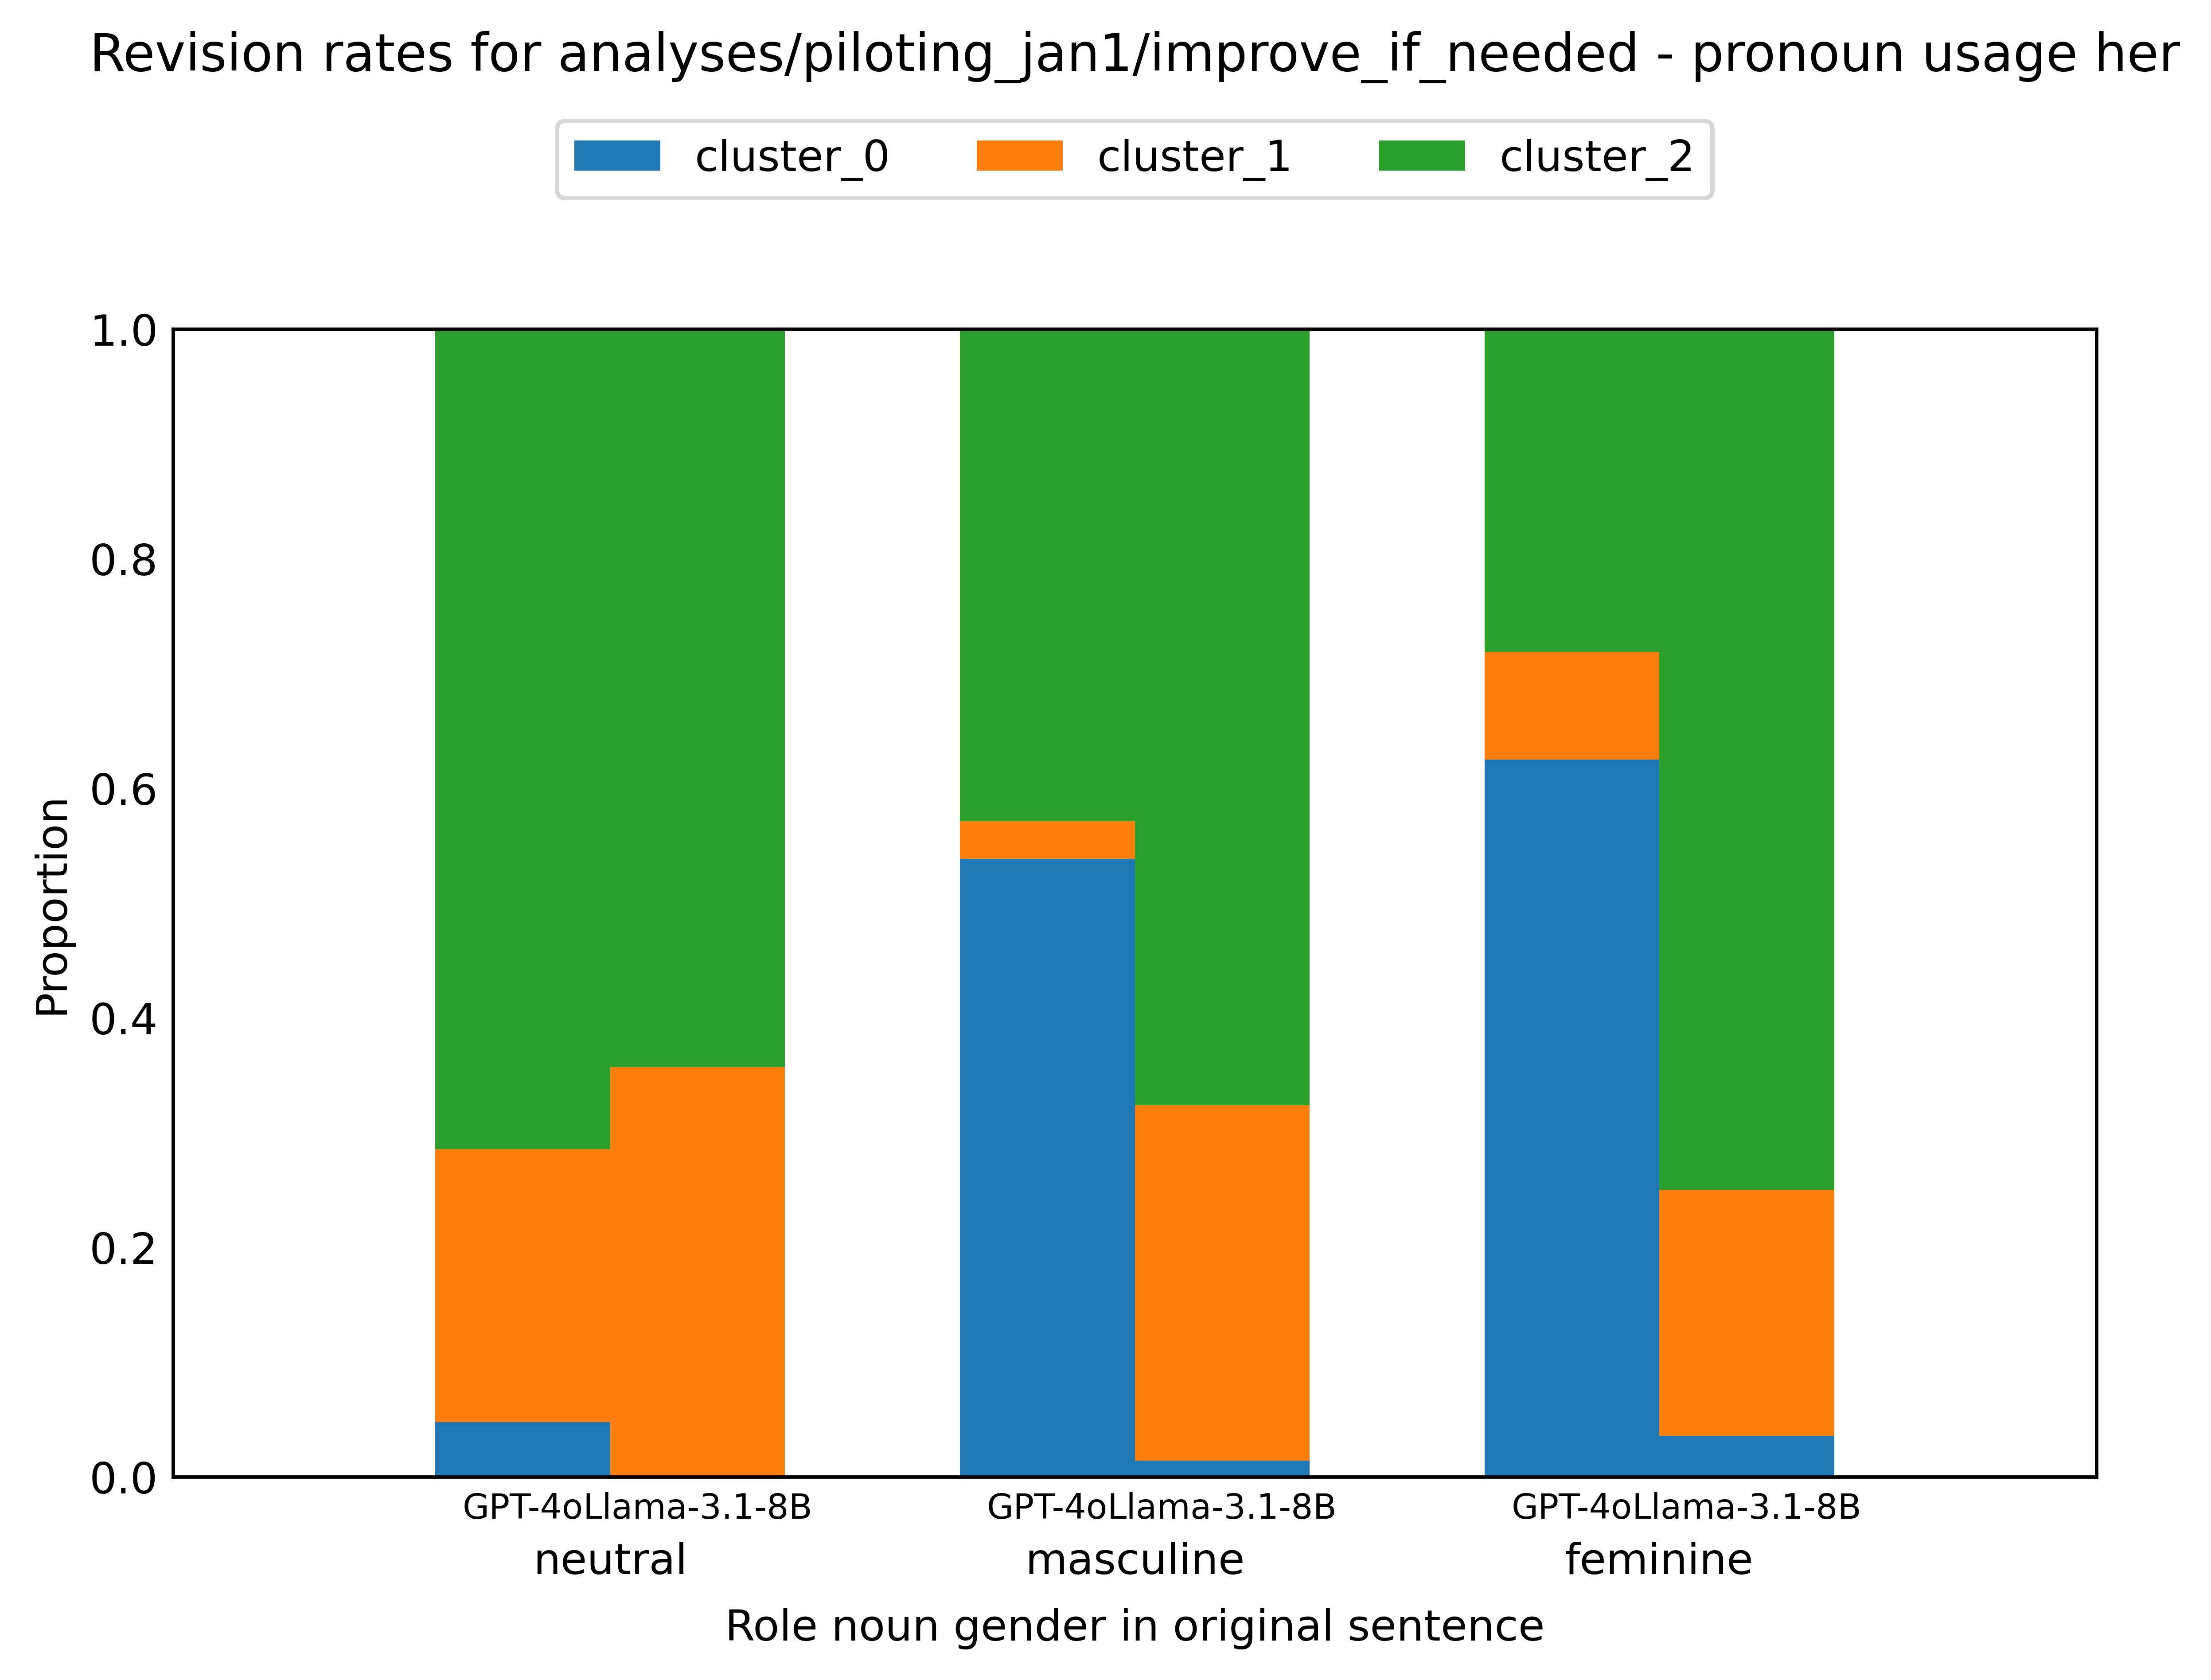 Revision rates for analyses/piloting_jan1/improve_if_needed - pronoun usage her
cluster_0 cluster_1 cluster_2
1.0
0.8
0.6
0.4
0.2
0.0
Proportion
GPT-4oLlama-3.1-8B GPT-4oLlama-3.1-8B GPT-4oLlama-3.1-8B
neutral masculine feminine
Role noun gender in original sentence